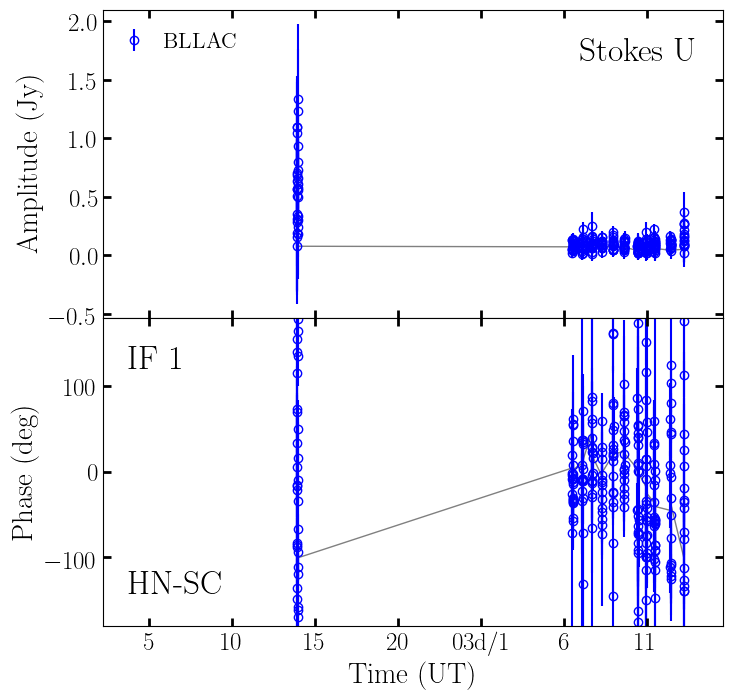 2.0
BLLAC
Stokes U
1.5
1.0
0.5
0.0
−0.5
Amplitude (Jy)
IF 1
100
0
−100
Phase (deg)
HN-SC
5 10 15 20 03d/1 6 11
Time (UT)